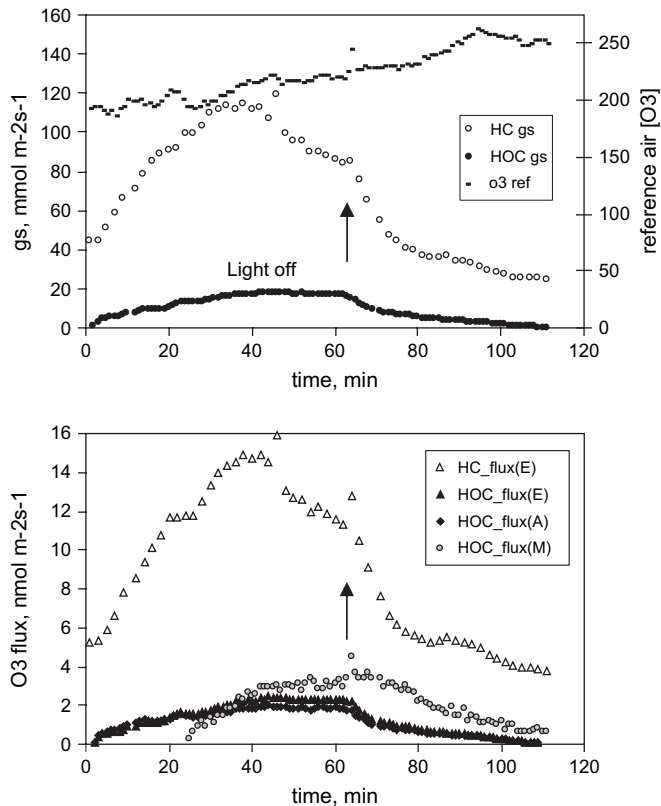 160
140
120
100
80
60
40
20
0
gs, mmol m-2s-1
250
200
150
100
50
0
reference air [O3]
HC gs
HOC gs
o3 ref
Light off
0 20 40 60 80 100 120
time, min
16
14
12
10
8
6
4
2
0
O3 flux, nmol m-2s-1
HC_flux(E)
HOC_flux(E)
HOC_flux(A)
HOC_flux(M)
0 20 40 60 80 100 120
time, min